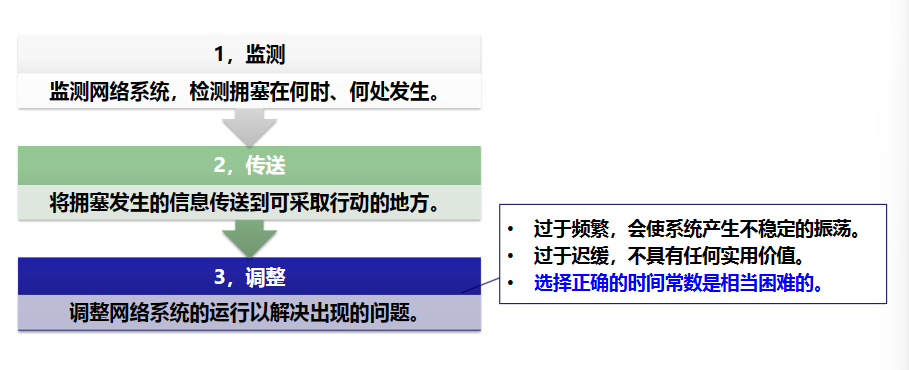 1，监测
监测网络系统，检测拥塞在何时、何处发生。
2，传送
将拥塞发生的信息传送到可采取行动的地方。
3，调整
调整网络系统的运行以解决出现的问题。
• 过于频繁，会使系统产生不稳定的振荡。
• 过于迟缓，不具有任何实用价值。
• 选择正确的时间常数是相当困难的。